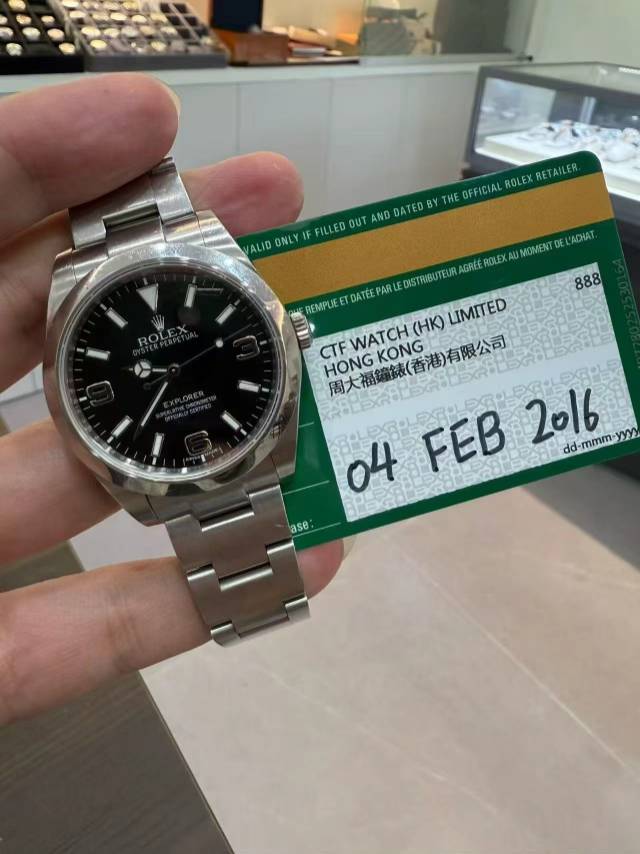 VALID ONLY IF FILLED OUT AND DATED BY THE OFFICIAL ROLEX RETAILER.
REMPLIE ET DATÉE PAR LE DISTRIBUTEUR AGRÉÉ ROLEX AU MOMENT DE L'ACHAT.
888
CTF WATCH (HK) LIMITED
HONG KONG
周大福鐘錶(香港)有限公司
04 FEB 2016
dd-mmm-yyyy
ROLEX
OYSTER PERPETUAL
3
9
EXPLORER
SUPERLATIVE CHRONOMETER
OFFICIALLY CERTIFIED
6